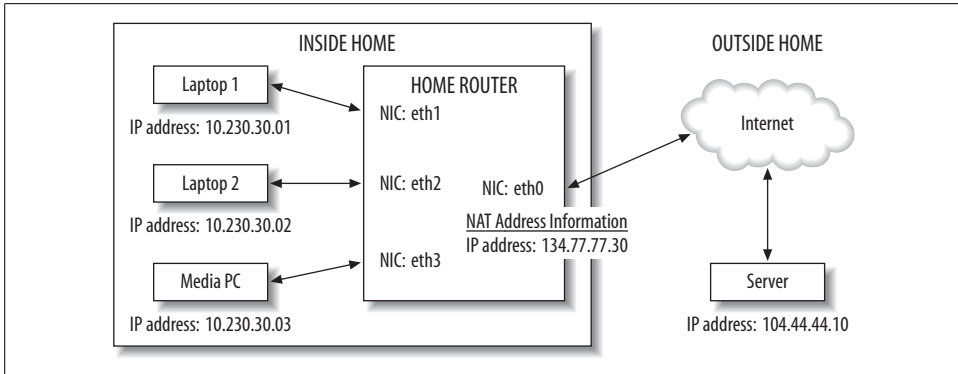 INSIDE HOME
OUTSIDE HOME
Laptop 1
IP address: 10.230.30.01
Laptop 2
IP address: 10.230.30.02
Media PC
IP address: 10.230.30.03
HOME ROUTER
NIC: eth1
NIC: eth2
NIC: eth3
NIC: eth0
NAT Address Information
IP address: 134.77.77.30
Internet
Server
IP address: 104.44.44.10